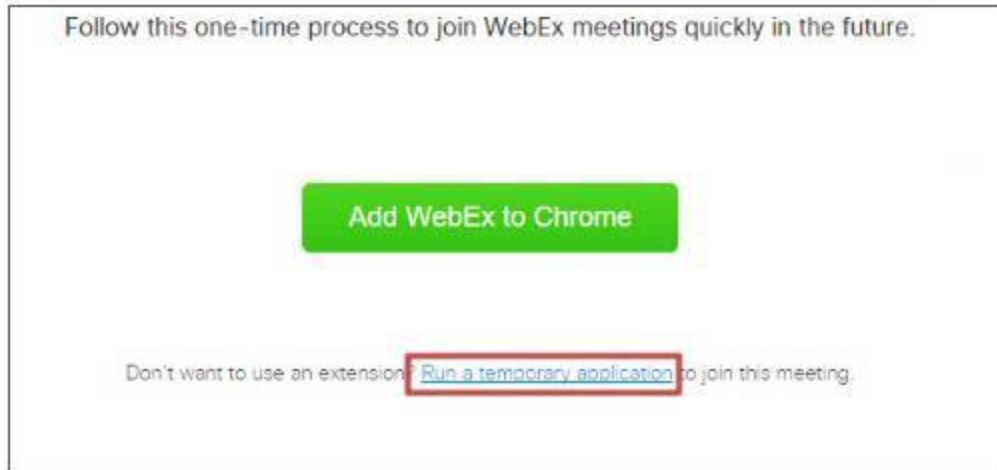 Follow this one-time process to join WebEx meetings quickly in the future.
Add WebEx to Chrome
Don't want to use an extension? Run a temporary application to join this meeting.